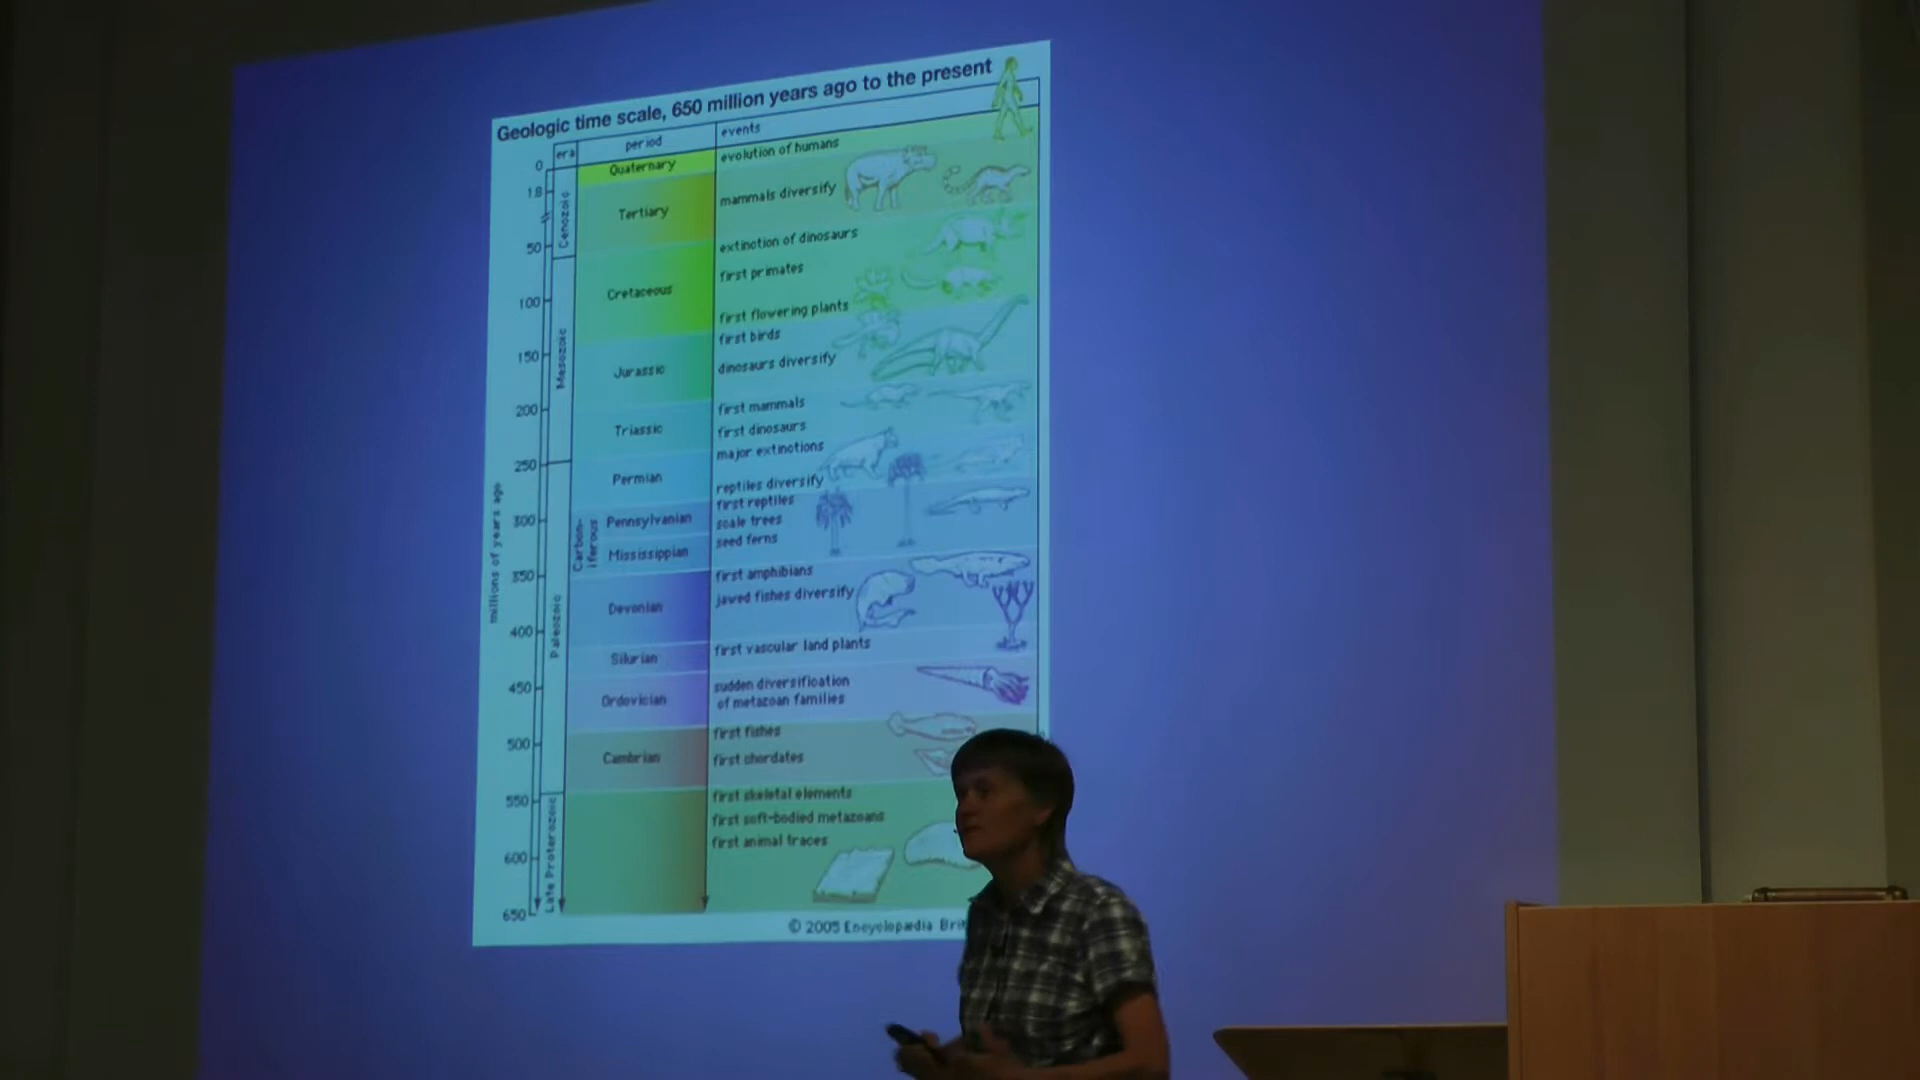 Geologic time scale, 650 million years ago to the present
era
period
events
0
Quaternary
evolution of humans
1.8
Cenozoic
Tertiary
mammals diversify
50
extinction of dinosaurs
first primates
Cretaceous
100
first flowering plants
first birds
150
Mesozoic
Jurassic
dinosaurs diversify
200
first mammals
Triassic
first dinosaurs
major extinctions
250
Permian
reptiles diversify
first reptiles
millions of years ago
300
Carbon-
iferous
Pennsylvanian
scale trees
seed ferns
Mississippian
350
first amphibians
jawed fishes diversify
Devonian
Paleozoic
400
first vascular land plants
Silurian
450
sudden diversification
of metazoan families
Ordovician
first fishes
500
Cambrian
first chordates
550
first skeletal elements
first soft-bodied metazoans
first animal traces
600
Late Proterozoic
650
© 2005 Encyclopædia Bri